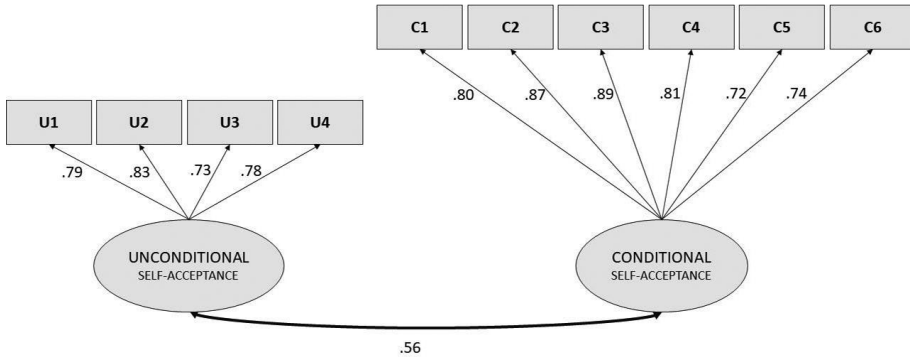 C1 C2 C3 C4 C5 C6
.80 .87 .89 .81 .72 .74
U1 U2 U3 U4
.79 .83 .73 .78
UNCONDITIONAL
SELF-ACCEPTANCE
CONDITIONAL
SELF-ACCEPTANCE
.56